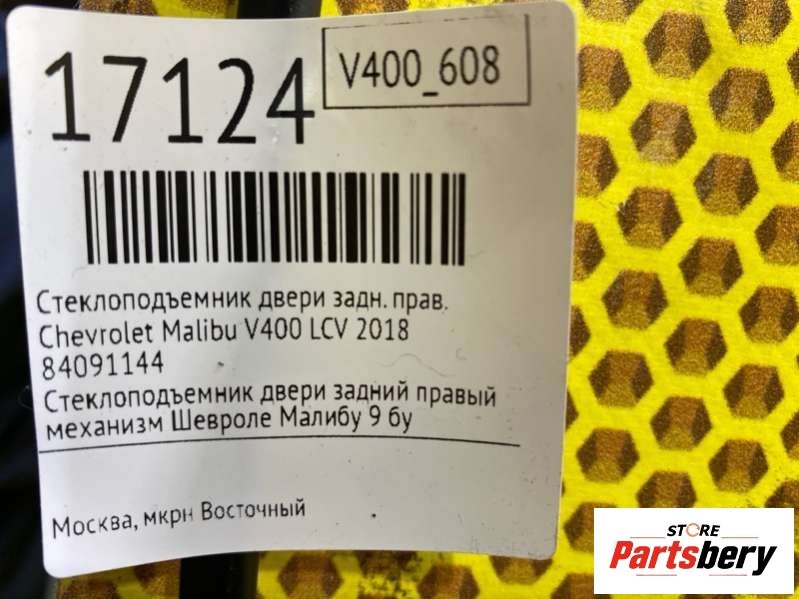 17124
V400_608
Стеклоподъемник двери задн. прав.
Chevrolet Malibu V400 LCV 2018
84091144
Стеклоподъемник двери задний правый
механизм Шевроле Малибу 9 бу
Москва, мкрн Восточный
STORE
Partsbery